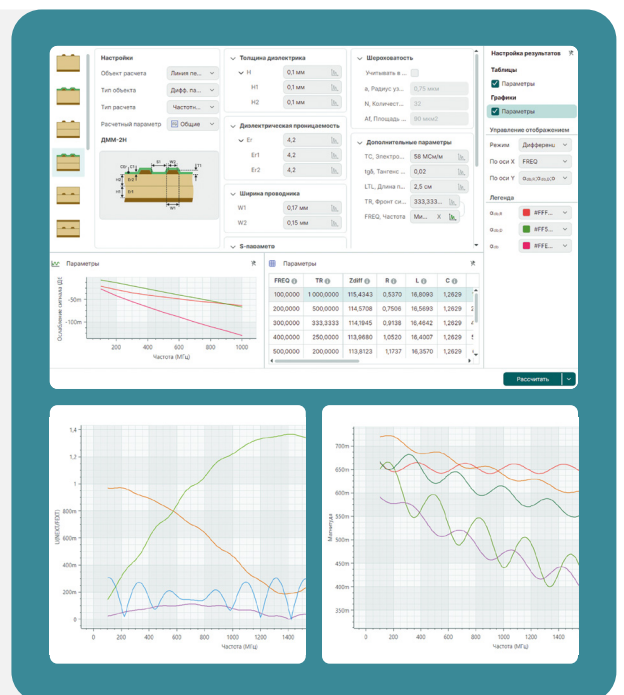 Настройки
Объект расчета
Линия пе...
Тип объекта
Дифф. па...
Тип расчета
Частотн...
Расчетный параметр
Общие
ДММ-2Н
Толщина диэлектрика
H
0,1 мм
H1
0,1 мм
H2
0,1 мм
Диэлектрическая проницаемость
Er
4,2
Er1
4,2
Er2
4,2
Ширина проводника
W1
0,17 мм
W2
0,15 мм
S-параметр
Шероховатость
Учитывать в ...
a, Радиус уз...
0,75 мкм
N, Количест...
32
Af, Площадь ...
90 мкм2
Дополнительные параметры
TC, Электро...
58 МСм/м
tgδ, Тангенс ...
0,02
LTL, Длина п...
2,5 см
TR, Фронт си...
333,333...
FREQ, Частота
Ми...
X
Настройка результатов
Таблицы
Параметры
Графики
Параметры
Управление отображением
Режим
Дифференц
По оси X
FREQ
По оси Y
Легенда
#FFF...
#FF5...
#FFE...
Параметры
Ослабление сигнала (Дб
-50m
-100m
200
400
600
800
1000
Частота (МГц)
Параметры
FREQ TR Zdiff R L C
100,0000 1 000,0000 115,4343 0,5370 16,8093 1,2629
200,0000 500,0000 114,5708 0,7506 16,5693 1,2629
300,0000 333,3333 114,1945 0,9138 16,4642 1,2629
400,0000 250,0000 113,9680 1,0520 16,4007 1,2629
500,0000 200,0000 113,8123 1,1737 16,3570 1,2629
Рассчитать
1,4
1,2
1
800m
600m
400m
200m
0
0
200
400
600
800
1000
1200
1400
Частота (МГц)
Магнитуда
700m
650m
600m
550m
500m
450m
400m
350m
0
200
400
600
800
1000
1200
1400
Частота (МГц)